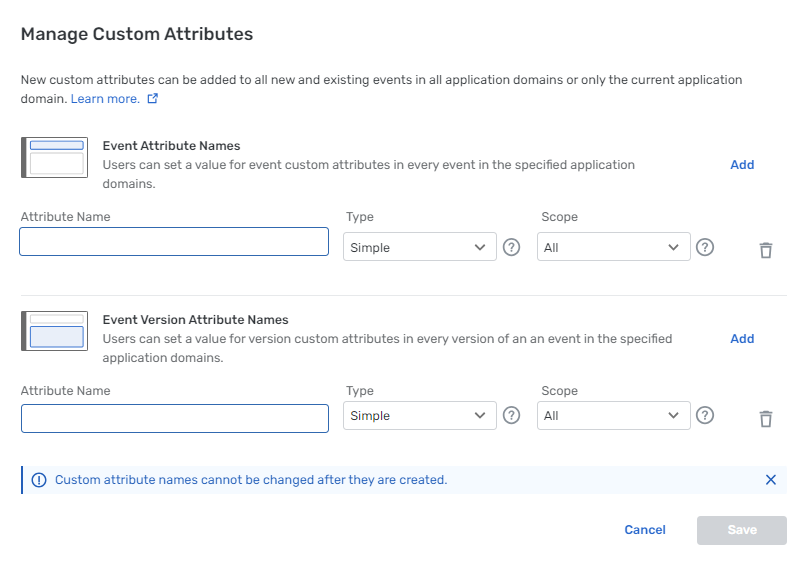 Manage Custom Attributes
New custom attributes can be added to all new and existing events in all application domains or only the current application
domain. Learn more.
Event Attribute Names
Users can set a value for event custom attributes in every event in the specified application
domains.
Add
Attribute Name
Type
Scope
Simple
?
All
?
Event Version Attribute Names
Users can set a value for version custom attributes in every version of an an event in the specified
application domains.
Add
Attribute Name
Type
Scope
Simple
?
All
?
Custom attribute names cannot be changed after they are created.
Cancel
Save